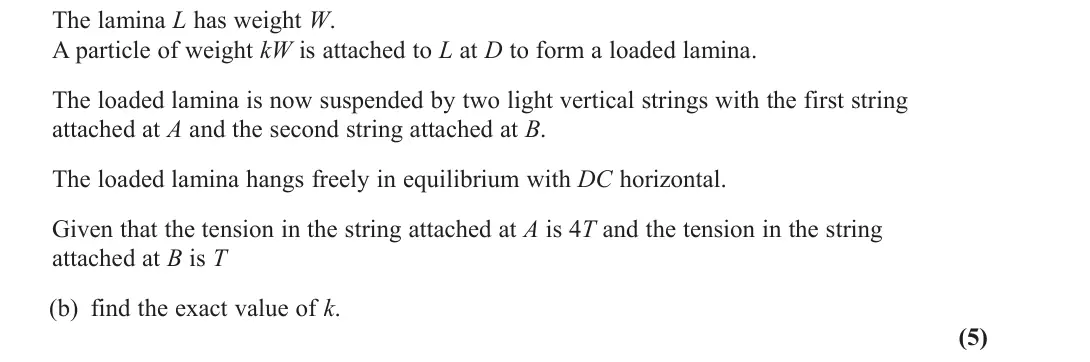 The lamina L has weight W.
A particle of weight kW is attached to L at D to form a loaded lamina.
The loaded lamina is now suspended by two light vertical strings with the first string
attached at A and the second string attached at B.
The loaded lamina hangs freely in equilibrium with DC horizontal.
Given that the tension in the string attached at A is 4T and the tension in the string
attached at B is T
(b) find the exact value of k.
(5)